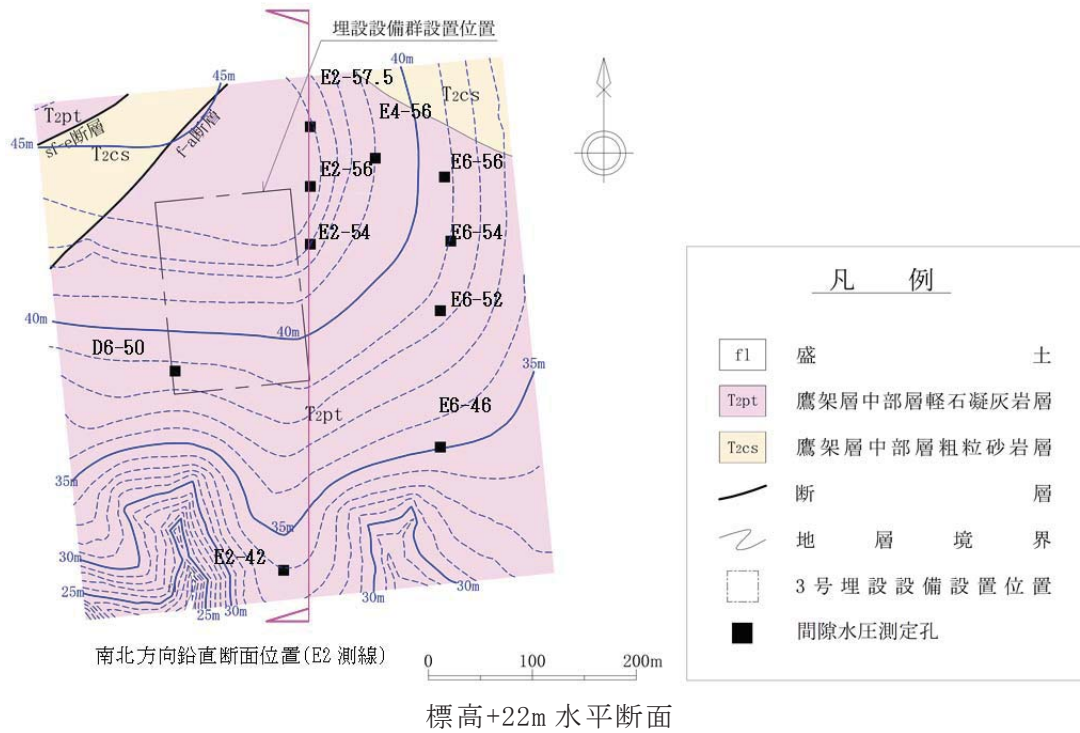 埋設設備群設置位置
45m
40m
E2-57.5
T2cs
E4-56
T2pt
sf-e断層
f-a断層
45m
T2cs
E2-56
E6-56
E2-54
E6-54
E6-52
40m
40m
D6-50
35m
E6-46
T2pt
35m
35m
E2-42
30m
25m
25m
30m
30m
30m
南北方向鉛直断面位置(E2 測線)
0 100 200m
標高+22m 水平断面
凡 例
fl 盛 土
T2pt 鷹架層中部層軽石凝灰岩層
T2cs 鷹架層中部層粗粒砂岩層
断 層
地 層 境 界
3号埋設設備設置位置
間隙水圧測定孔